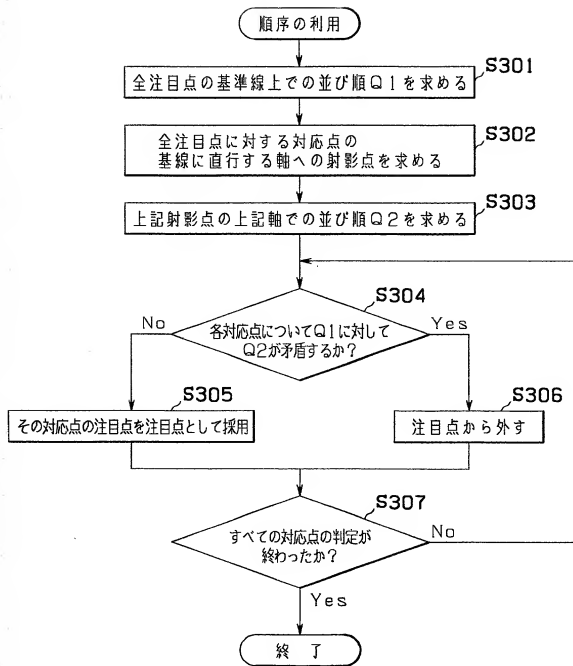 順序の利用
S301
全注目点の基準線上での並び順Q1を求める
S302
全注目点に対する対応点の
基線に直行する軸への射影点を求める
S303
上記射影点の上記軸での並び順Q2を求める
S304
No
Yes
各対応点についてQ1に対して
Q2が矛盾するか?
S305
その対応点の注目点を注目点として採用
S306
注目点から外す
S307
すべての対応点の判定が
終わったか?
No
Yes
終了